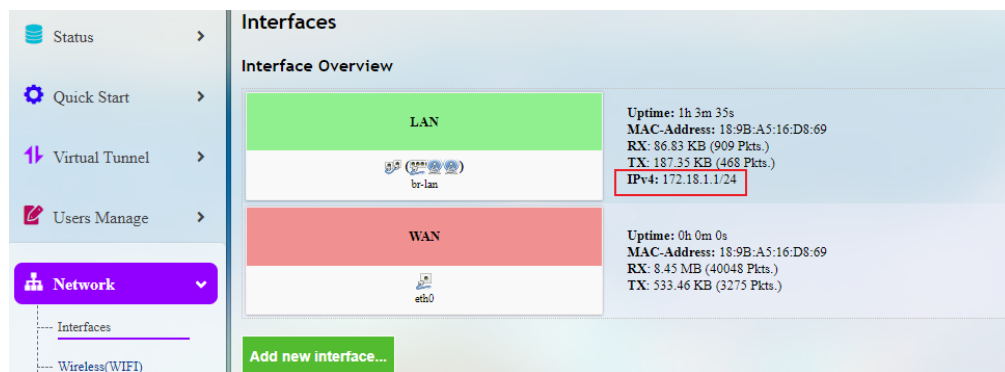 Status
Quick Start
Virtual Tunnel
Users Manage
Network
Interfaces
Wireless(WIFI)
Interfaces
Interface Overview
LAN
br-lan
Uptime: 1h 3m 35s
MAC-Address: 18:9B:A5:16:D8:69
RX: 86.83 KB (909 Pkts.)
TX: 187.35 KB (468 Pkts.)
IPv4: 172.18.1.1/24
WAN
eth0
Uptime: 0h 0m 0s
MAC-Address: 18:9B:A5:16:D8:69
RX: 8.45 MB (40048 Pkts.)
TX: 533.46 KB (3275 Pkts.)
Add new interface...